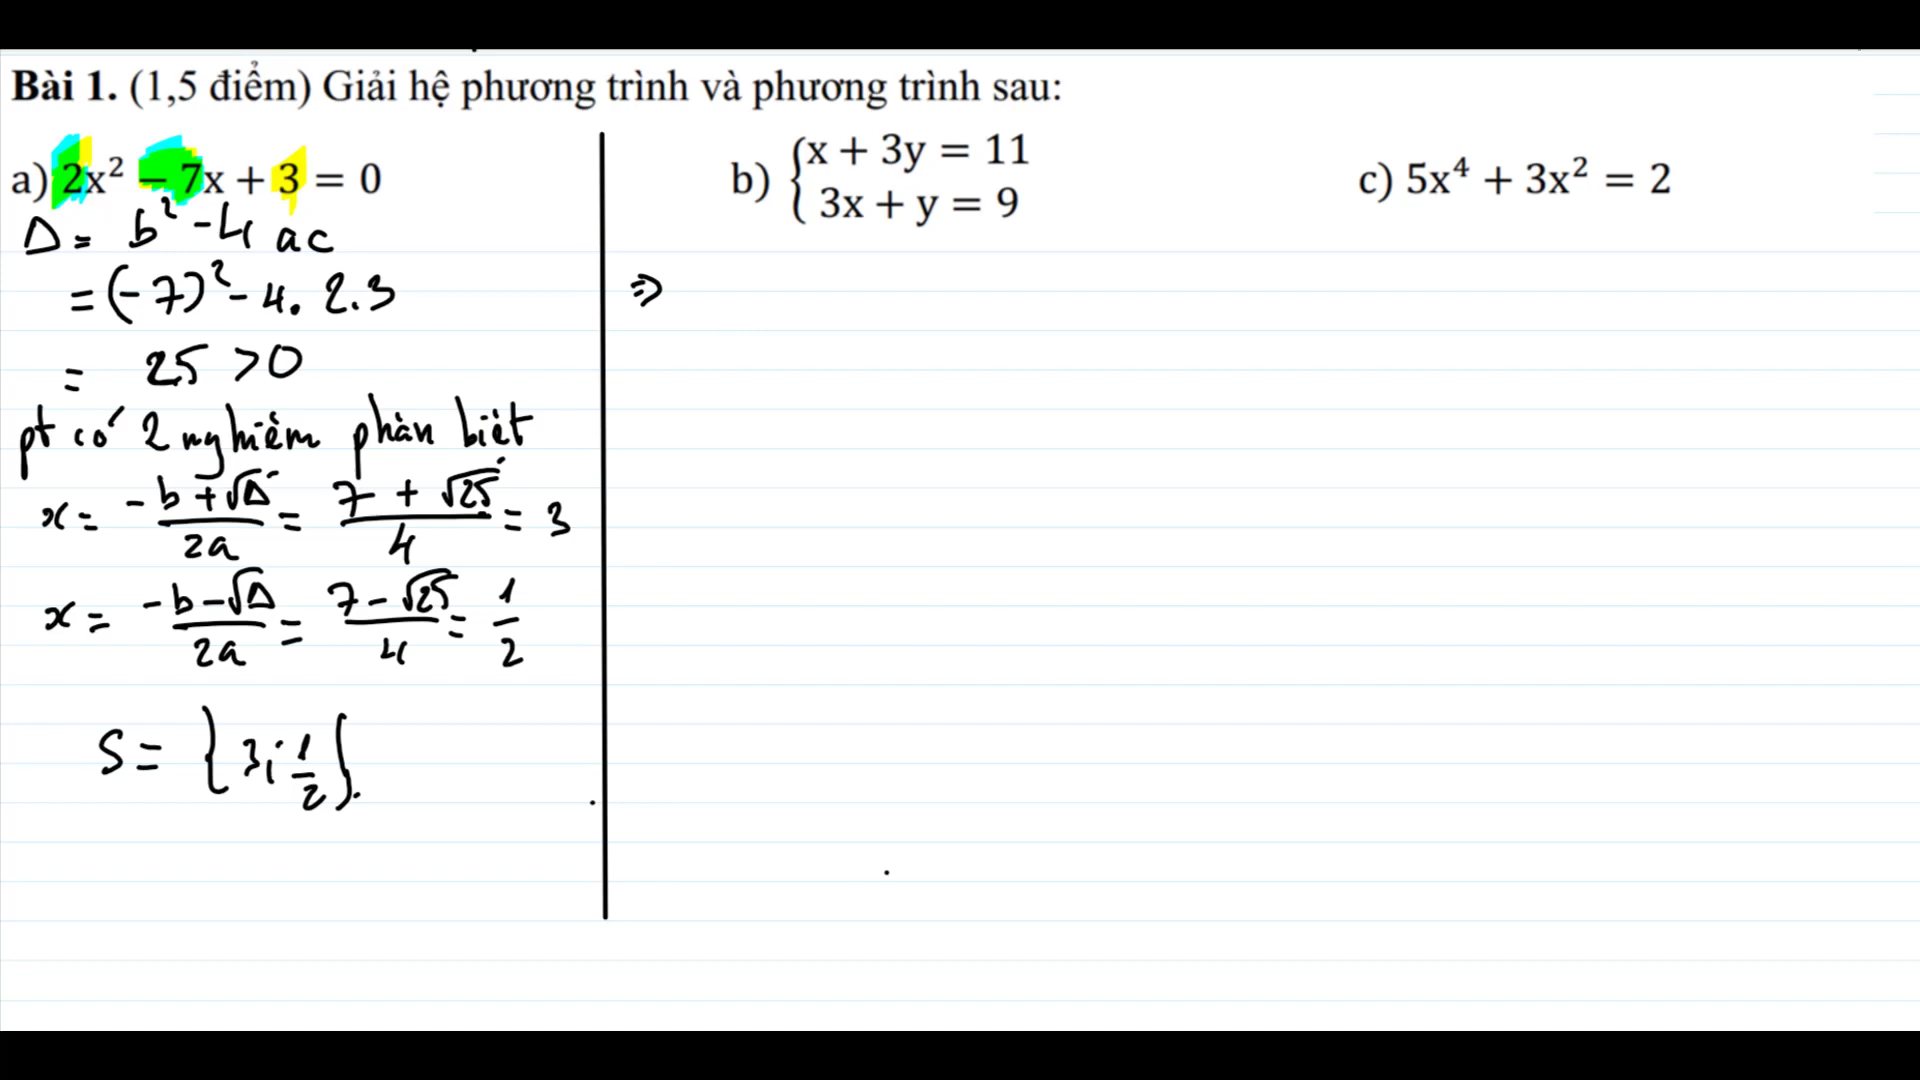 Bài 1. (1,5 điểm) Giải hệ phương trình và phương trình sau:
a) 2x² − 7x + 3 = 0
Δ = b² - 4 ac
= (-7)² - 4. 2.3
= 25 > 0
pt có 2 nghiệm phân biệt
x = (-b + √Δ)/(2a) = (7 + √25)/4 = 3
x = (-b - √Δ)/(2a) = (7 - √25)/4 = 1/2
S = {3; 1/2}.
b) {x + 3y = 11
3x + y = 9
=>
c) 5x⁴ + 3x² = 2